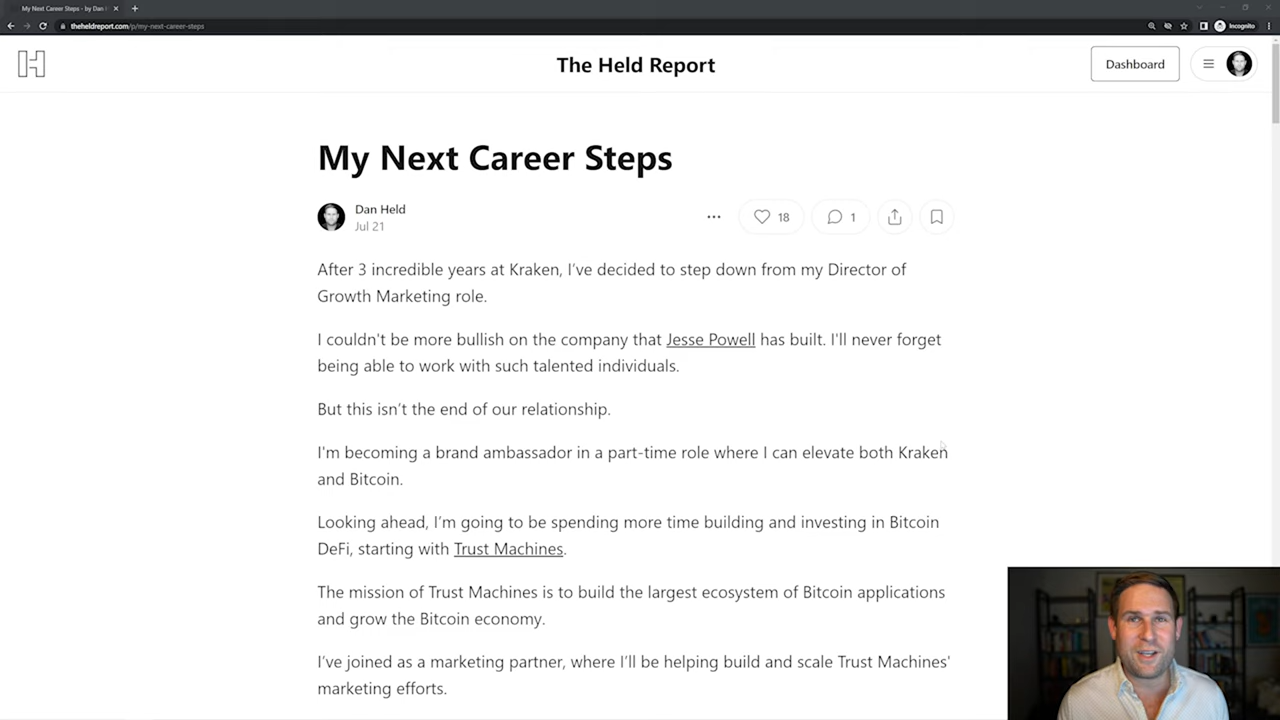 My Next Career Steps - by Dan
theheldreport.com/p/my-next-career-steps
Incognito
H
The Held Report
Dashboard
My Next Career Steps
Dan Held
Jul 21
18
1
After 3 incredible years at Kraken, I’ve decided to step down from my Director of
Growth Marketing role.
I couldn't be more bullish on the company that Jesse Powell has built. I'll never forget
being able to work with such talented individuals.
But this isn’t the end of our relationship.
I'm becoming a brand ambassador in a part-time role where I can elevate both Kraken
and Bitcoin.
Looking ahead, I’m going to be spending more time building and investing in Bitcoin
DeFi, starting with Trust Machines.
The mission of Trust Machines is to build the largest ecosystem of Bitcoin applications
and grow the Bitcoin economy.
I’ve joined as a marketing partner, where I’ll be helping build and scale Trust Machines'
marketing efforts.